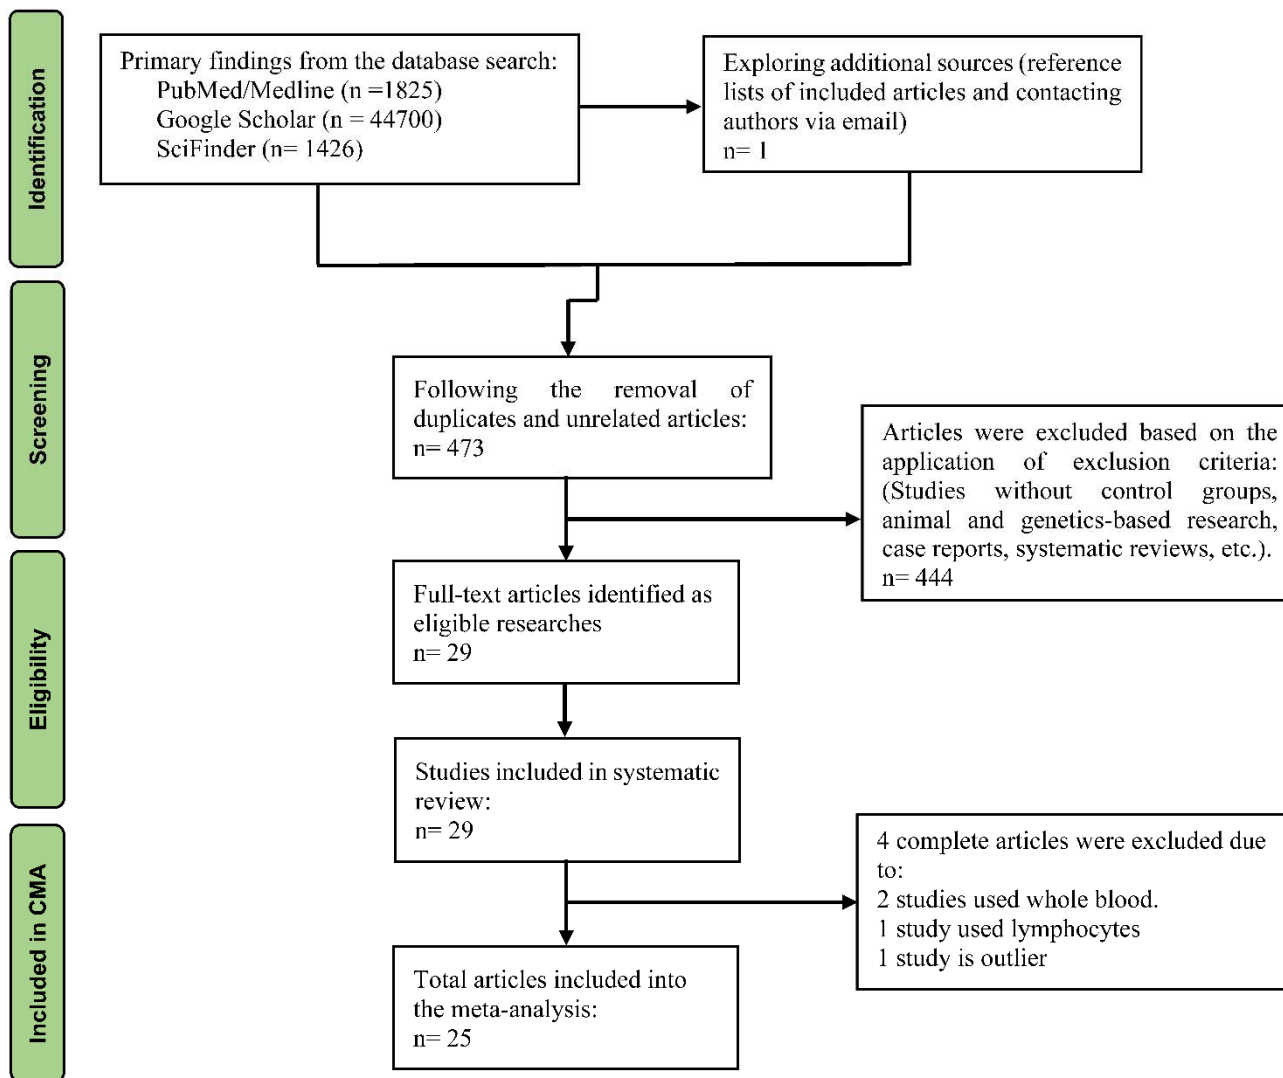 Identification
Primary findings from the database search:
PubMed/Medline (n =1825)
Google Scholar (n = 44700)
SciFinder (n= 1426)
Exploring additional sources (reference
lists of included articles and contacting
authors via email)
n= 1
Screening
Following the removal of
duplicates and unrelated articles:
n= 473
Articles were excluded based on the
application of exclusion criteria:
(Studies without control groups,
animal and genetics-based research,
case reports, systematic reviews, etc.).
n= 444
Eligibility
Full-text articles identified as
eligible researches
n= 29
Studies included in systematic
review:
n= 29
Included in CMA
4 complete articles were excluded due
to:
2 studies used whole blood.
1 study used lymphocytes
1 study is outlier
Total articles included into
the meta-analysis:
n= 25